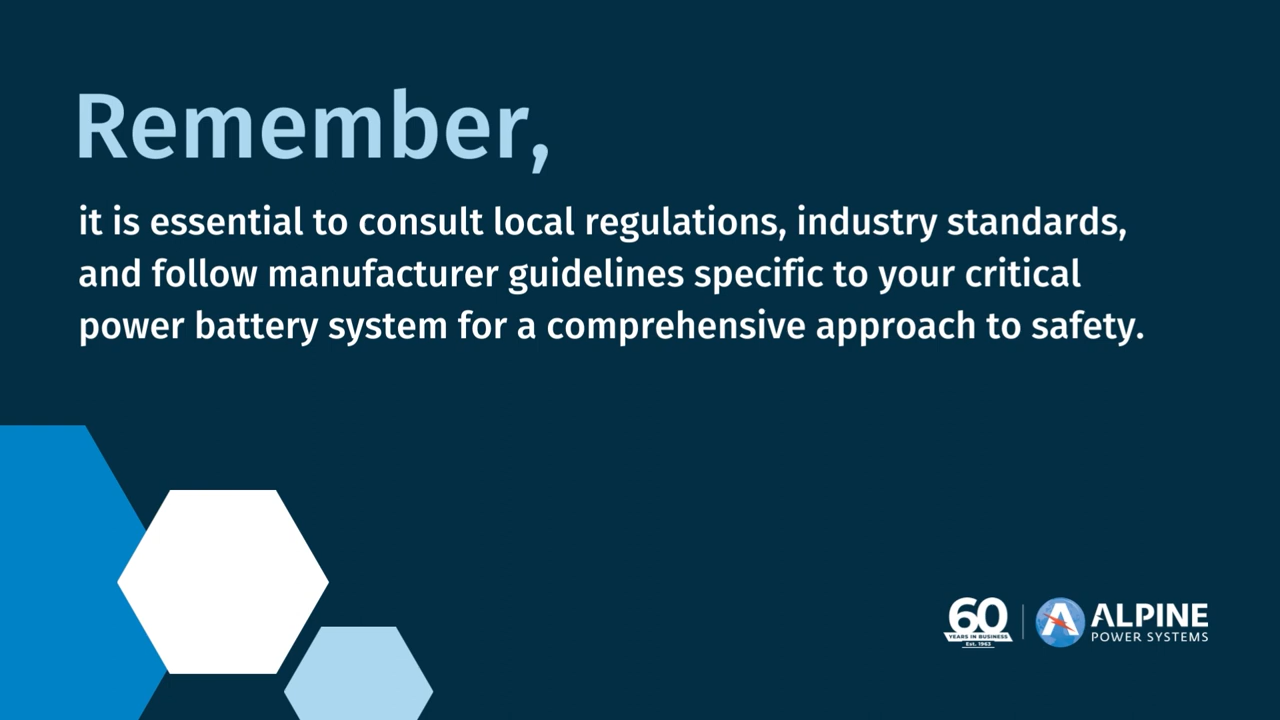 Remember,
it is essential to consult local regulations, industry standards,
and follow manufacturer guidelines specific to your critical
power battery system for a comprehensive approach to safety.
60
YEARS IN BUSINESS
Est. 1963
ALPINE
POWER SYSTEMS